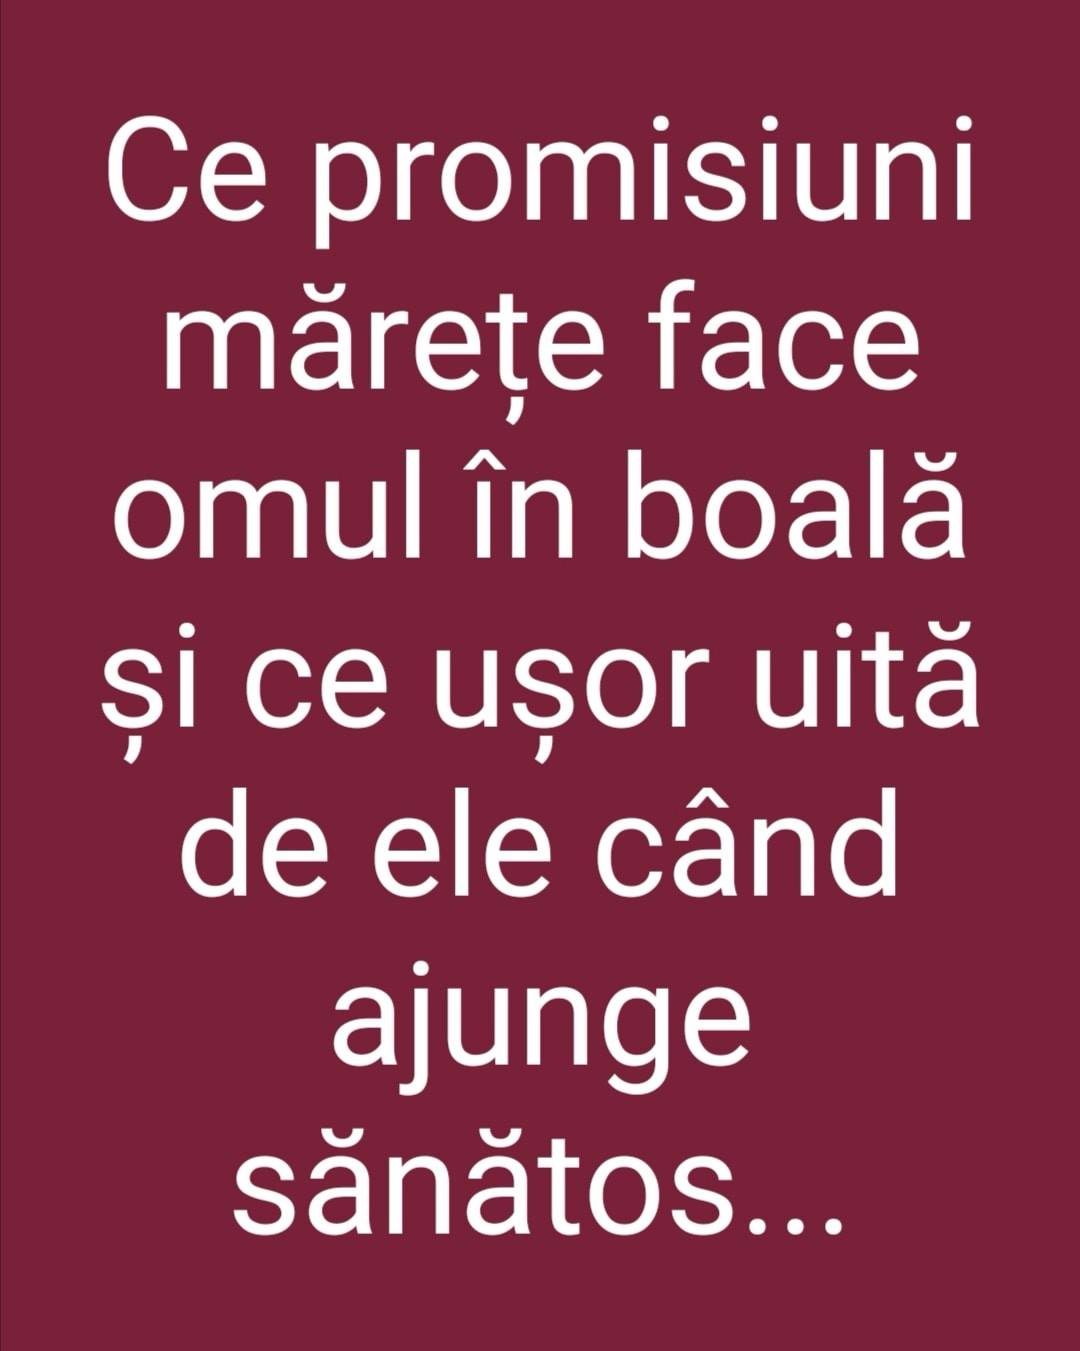 Ce promisiuni
mărețe face
omul în boală
și ce ușor uită
de ele când
ajunge
sănătos...